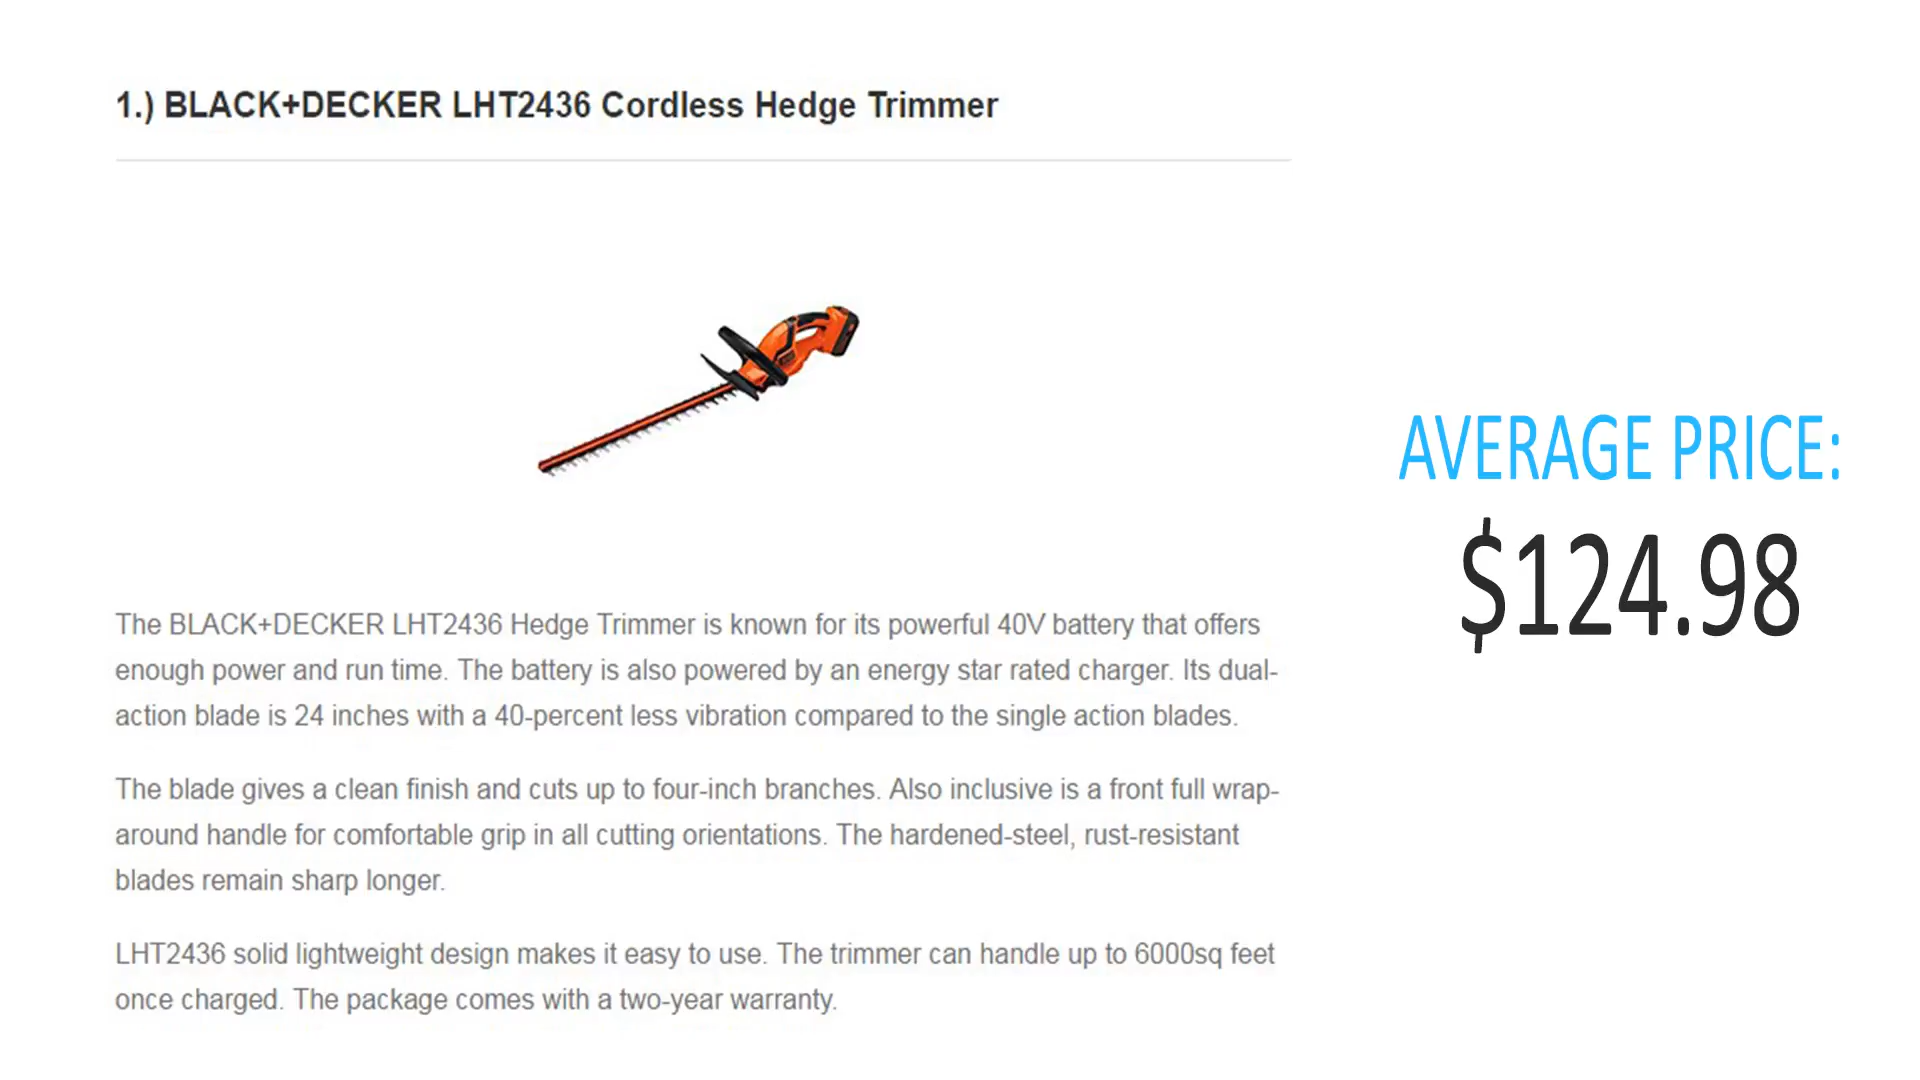 1.) BLACK+DECKER LHT2436 Cordless Hedge Trimmer
AVERAGE PRICE:
$124.98
The BLACK+DECKER LHT2436 Hedge Trimmer is known for its powerful 40V battery that offers
enough power and run time. The battery is also powered by an energy star rated charger. Its dual-
action blade is 24 inches with a 40-percent less vibration compared to the single action blades.
The blade gives a clean finish and cuts up to four-inch branches. Also inclusive is a front full wrap-
around handle for comfortable grip in all cutting orientations. The hardened-steel, rust-resistant
blades remain sharp longer.
LHT2436 solid lightweight design makes it easy to use. The trimmer can handle up to 6000sq feet
once charged. The package comes with a two-year warranty.